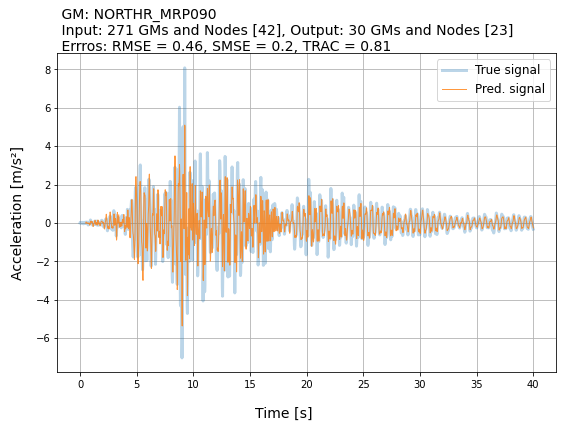 GM: NORTHR_MRP090
Input: 271 GMs and Nodes [42], Output: 30 GMs and Nodes [23]
Errros: RMSE = 0.46, SMSE = 0.2, TRAC = 0.81
True signal
Pred. signal
Acceleration [m/s²]
8
6
4
2
0
−2
−4
−6
0 5 10 15 20 25 30 35 40
Time [s]